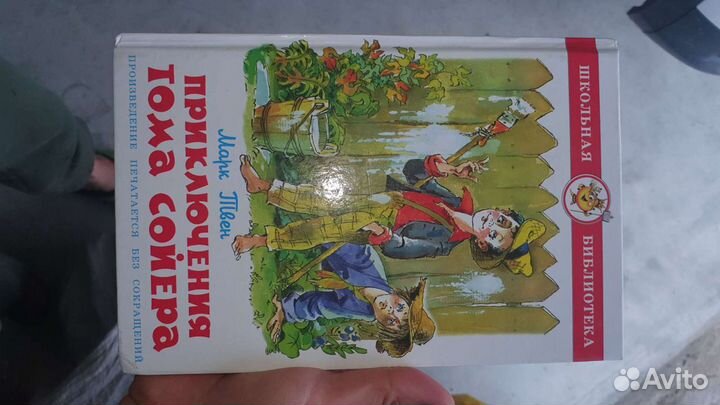 ШКОЛЬНАЯ БИБЛИОТЕКА
Марк Твен
ПРИКЛЮЧЕНИЯ
ТОМА СОЙЕРА
ПРОИЗВЕДЕНИЕ ПЕЧАТАЕТСЯ БЕЗ СОКРАЩЕНИЙ
Avito